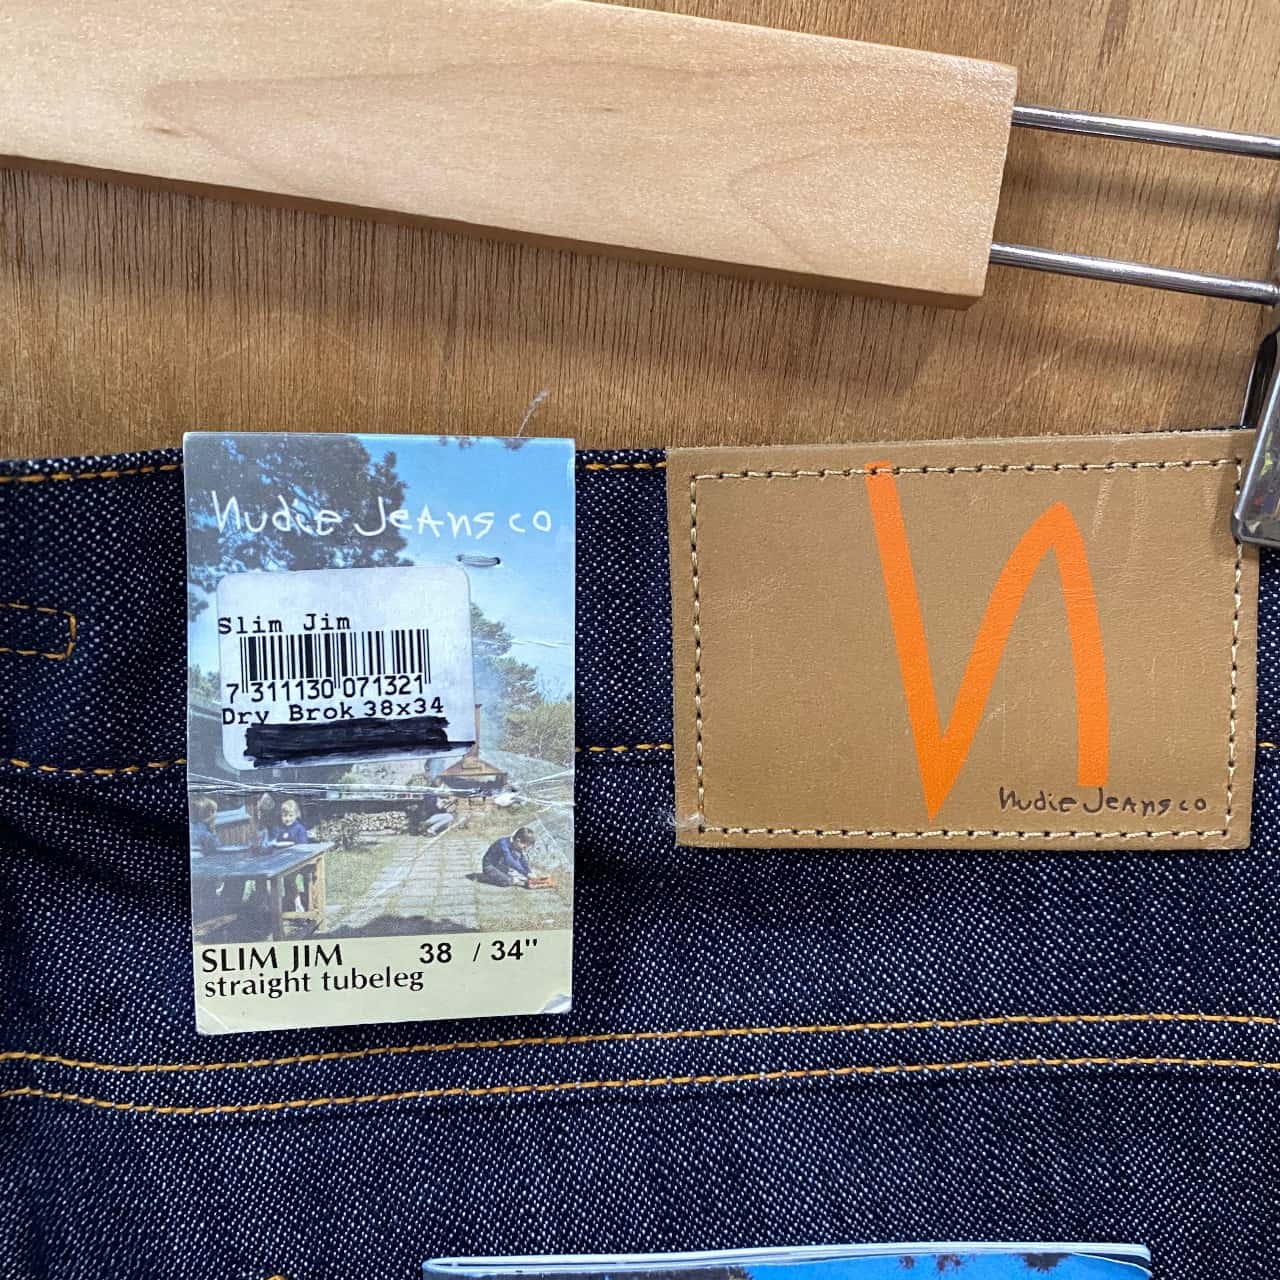 Nudie Jeans co
Slim Jim
7 311130 071321
Dry Brok 38x34
SLIM JIM 38 / 34"
straight tubeleg
N
Nudie Jeans co